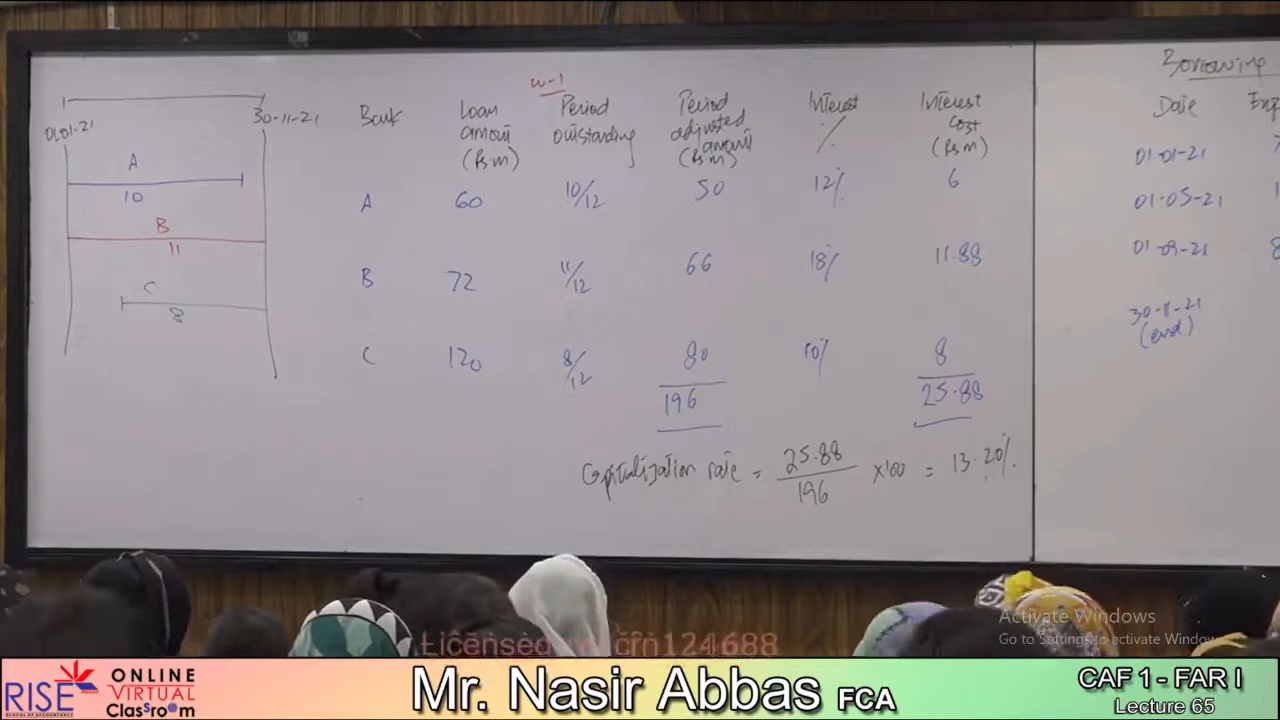 01-01-21
30-11-21
A
10
B
11
C
8
w-1
Bank
Loan amount (Rs.m)
Period outstanding
Period adjusted amount (Rs.m)
Interest %
Interest cost (Rs.m)
A 60 10/12 50 12% 6
B 72 11/12 66 18% 11.88
C 120 8/12 80 10% 8
196 25.88
Capitalization rate = 25.88/196 x100 = 13.20%.
Borrowing
Date
01-01-21
01-05-21
01-09-21
30-11-21
(end)
Activate Windows
Go to Settings to activate Windows
RISE
SCHOOL OF ACCOUNTANCY
ONLINE
VIRTUAL
ClassRoom
Mr. Nasir Abbas FCA
CAF 1 - FAR I
Lecture 65